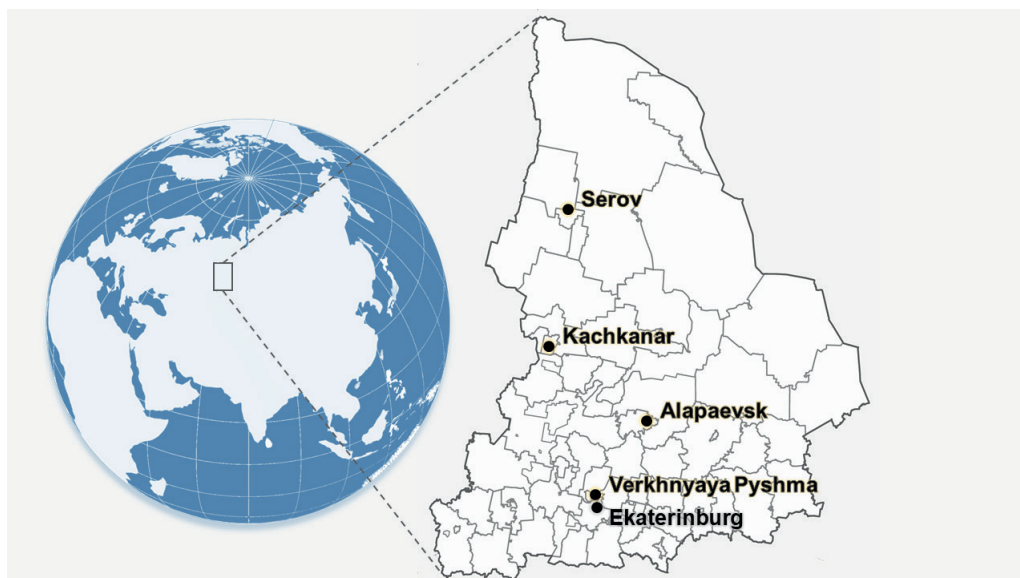 Serov
Kachkanar
Alapaevsk
Verkhnyaya Pyshma
Ekaterinburg